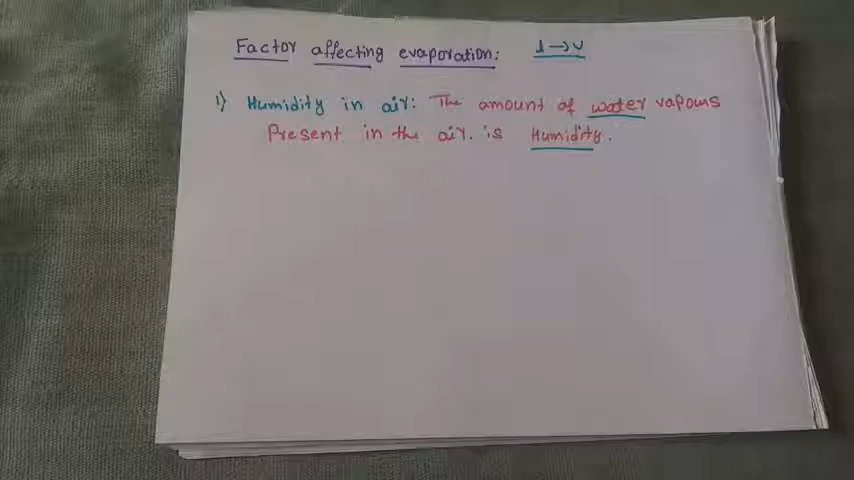 Factor affecting evaporation: l→v
1) Humidity in air: The amount of water vapours
Present in the air. is Humidity.